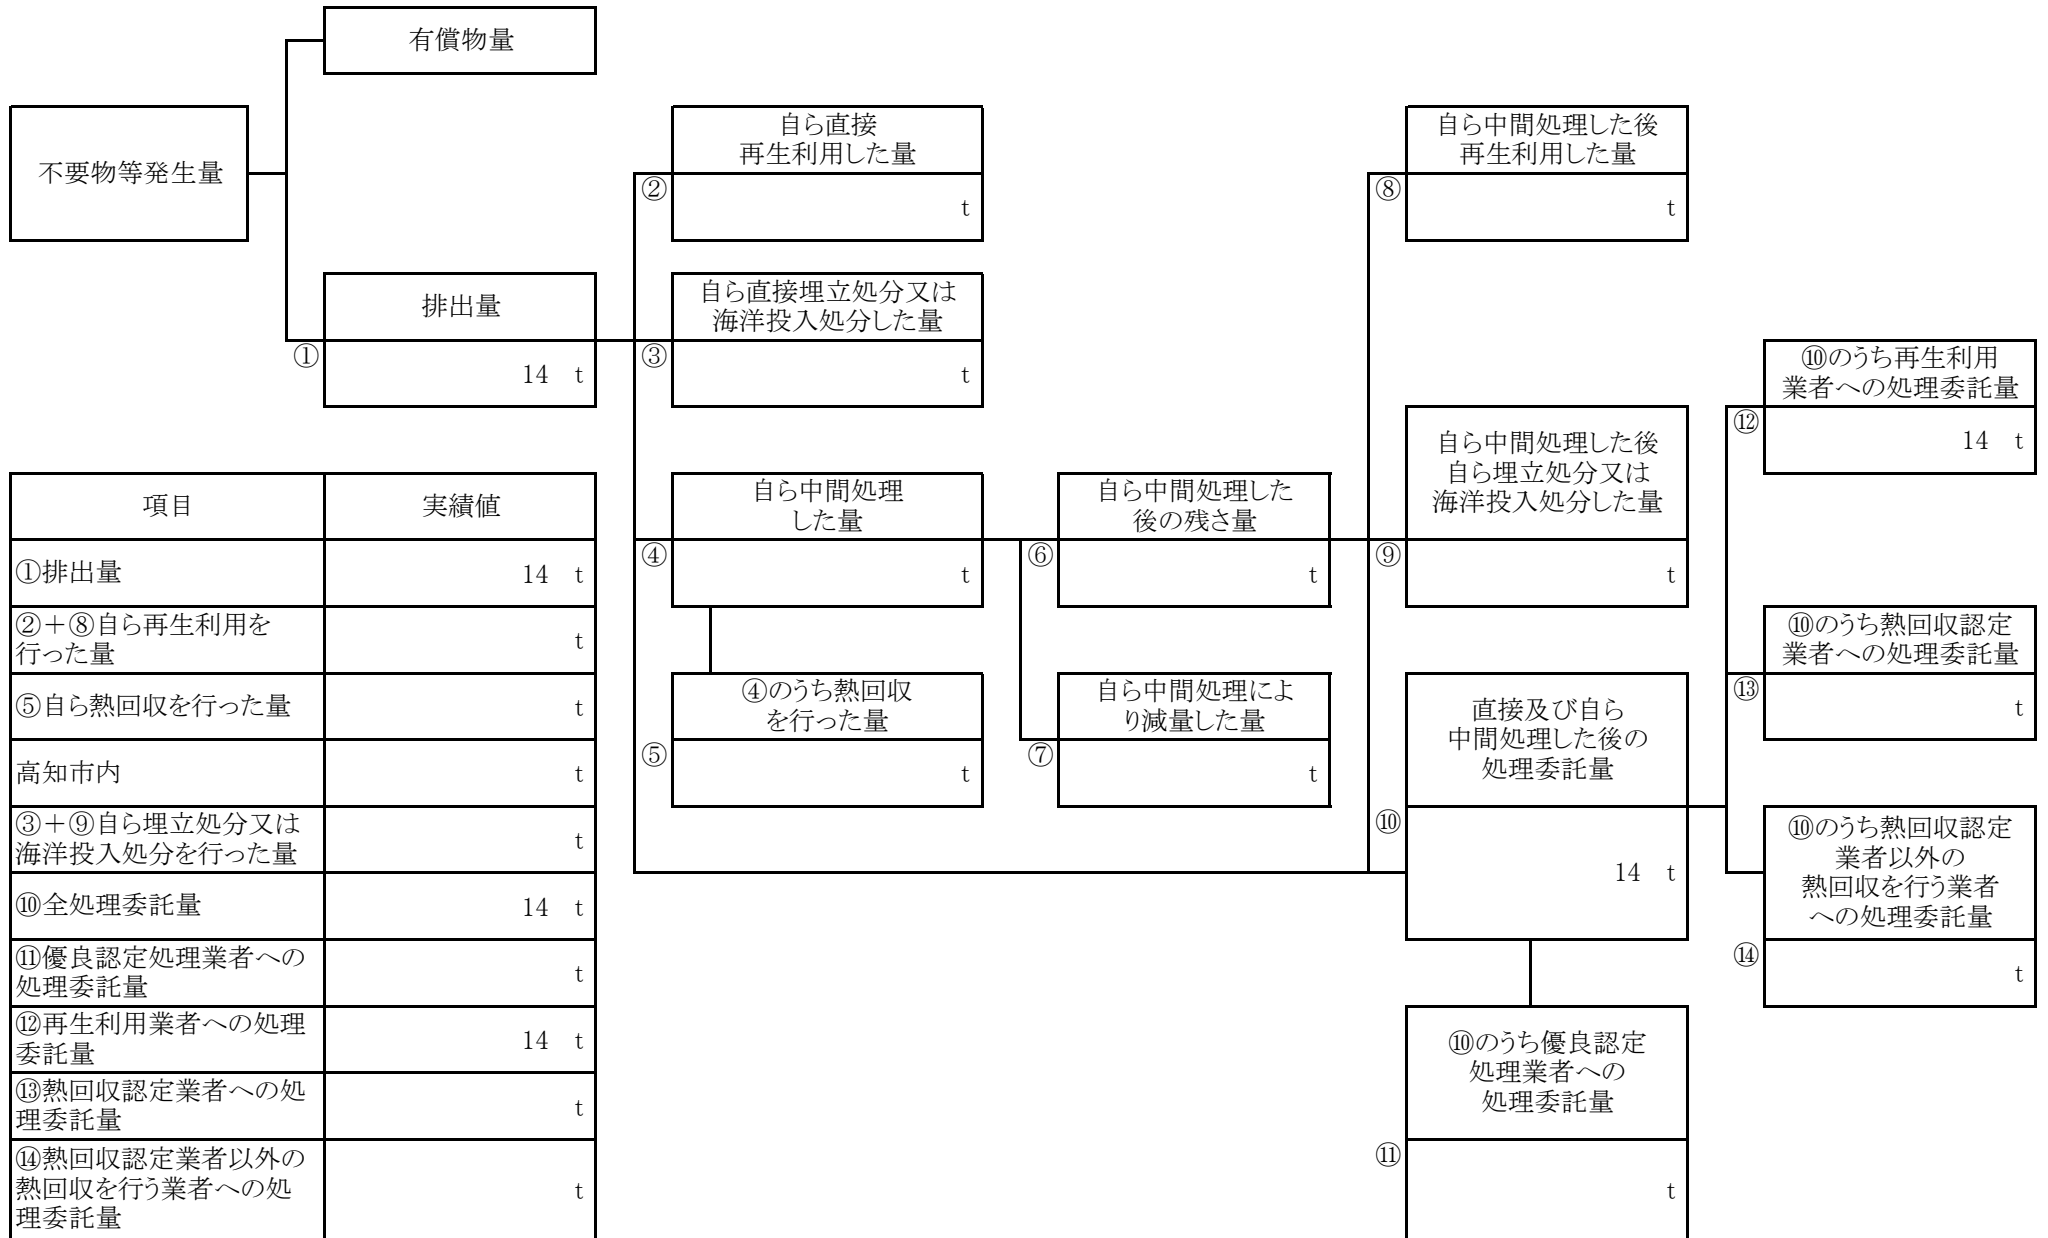 有償物量
不要物等発生量
自ら直接
再生利用した量
②
t
自ら中間処理した後
再生利用した量
⑧
t
排出量
①
14 t
自ら直接埋立処分又は
海洋投入処分した量
③
t
⑩のうち再生利用
業者への処理委託量
⑫
14 t
自ら中間処理
した量
④
t
自ら中間処理した
後の残さ量
⑥
t
自ら中間処理した後
自ら埋立処分又は
海洋投入処分した量
⑨
t
⑩のうち熱回収認定
業者への処理委託量
⑬
t
④のうち熱回収
を行った量
⑤
t
自ら中間処理によ
り減量した量
⑦
t
直接及び自ら
中間処理した後の
処理委託量
⑩
14 t
⑩のうち熱回収認定
業者以外の
熱回収を行う業者
への処理委託量
⑭
t
⑩のうち優良認定
処理業者への
処理委託量
⑪
t
項目
実績値
①排出量
14 t
②＋⑧自ら再生利用を
行った量
t
⑤自ら熱回収を行った量
t
高知市内
t
③＋⑨自ら埋立処分又は
海洋投入処分を行った量
t
⑩全処理委託量
14 t
⑪優良認定処理業者への
処理委託量
t
⑫再生利用業者への処理
委託量
14 t
⑬熱回収認定業者への処
理委託量
t
⑭熱回収認定業者以外の
熱回収を行う業者への処
理委託量
t